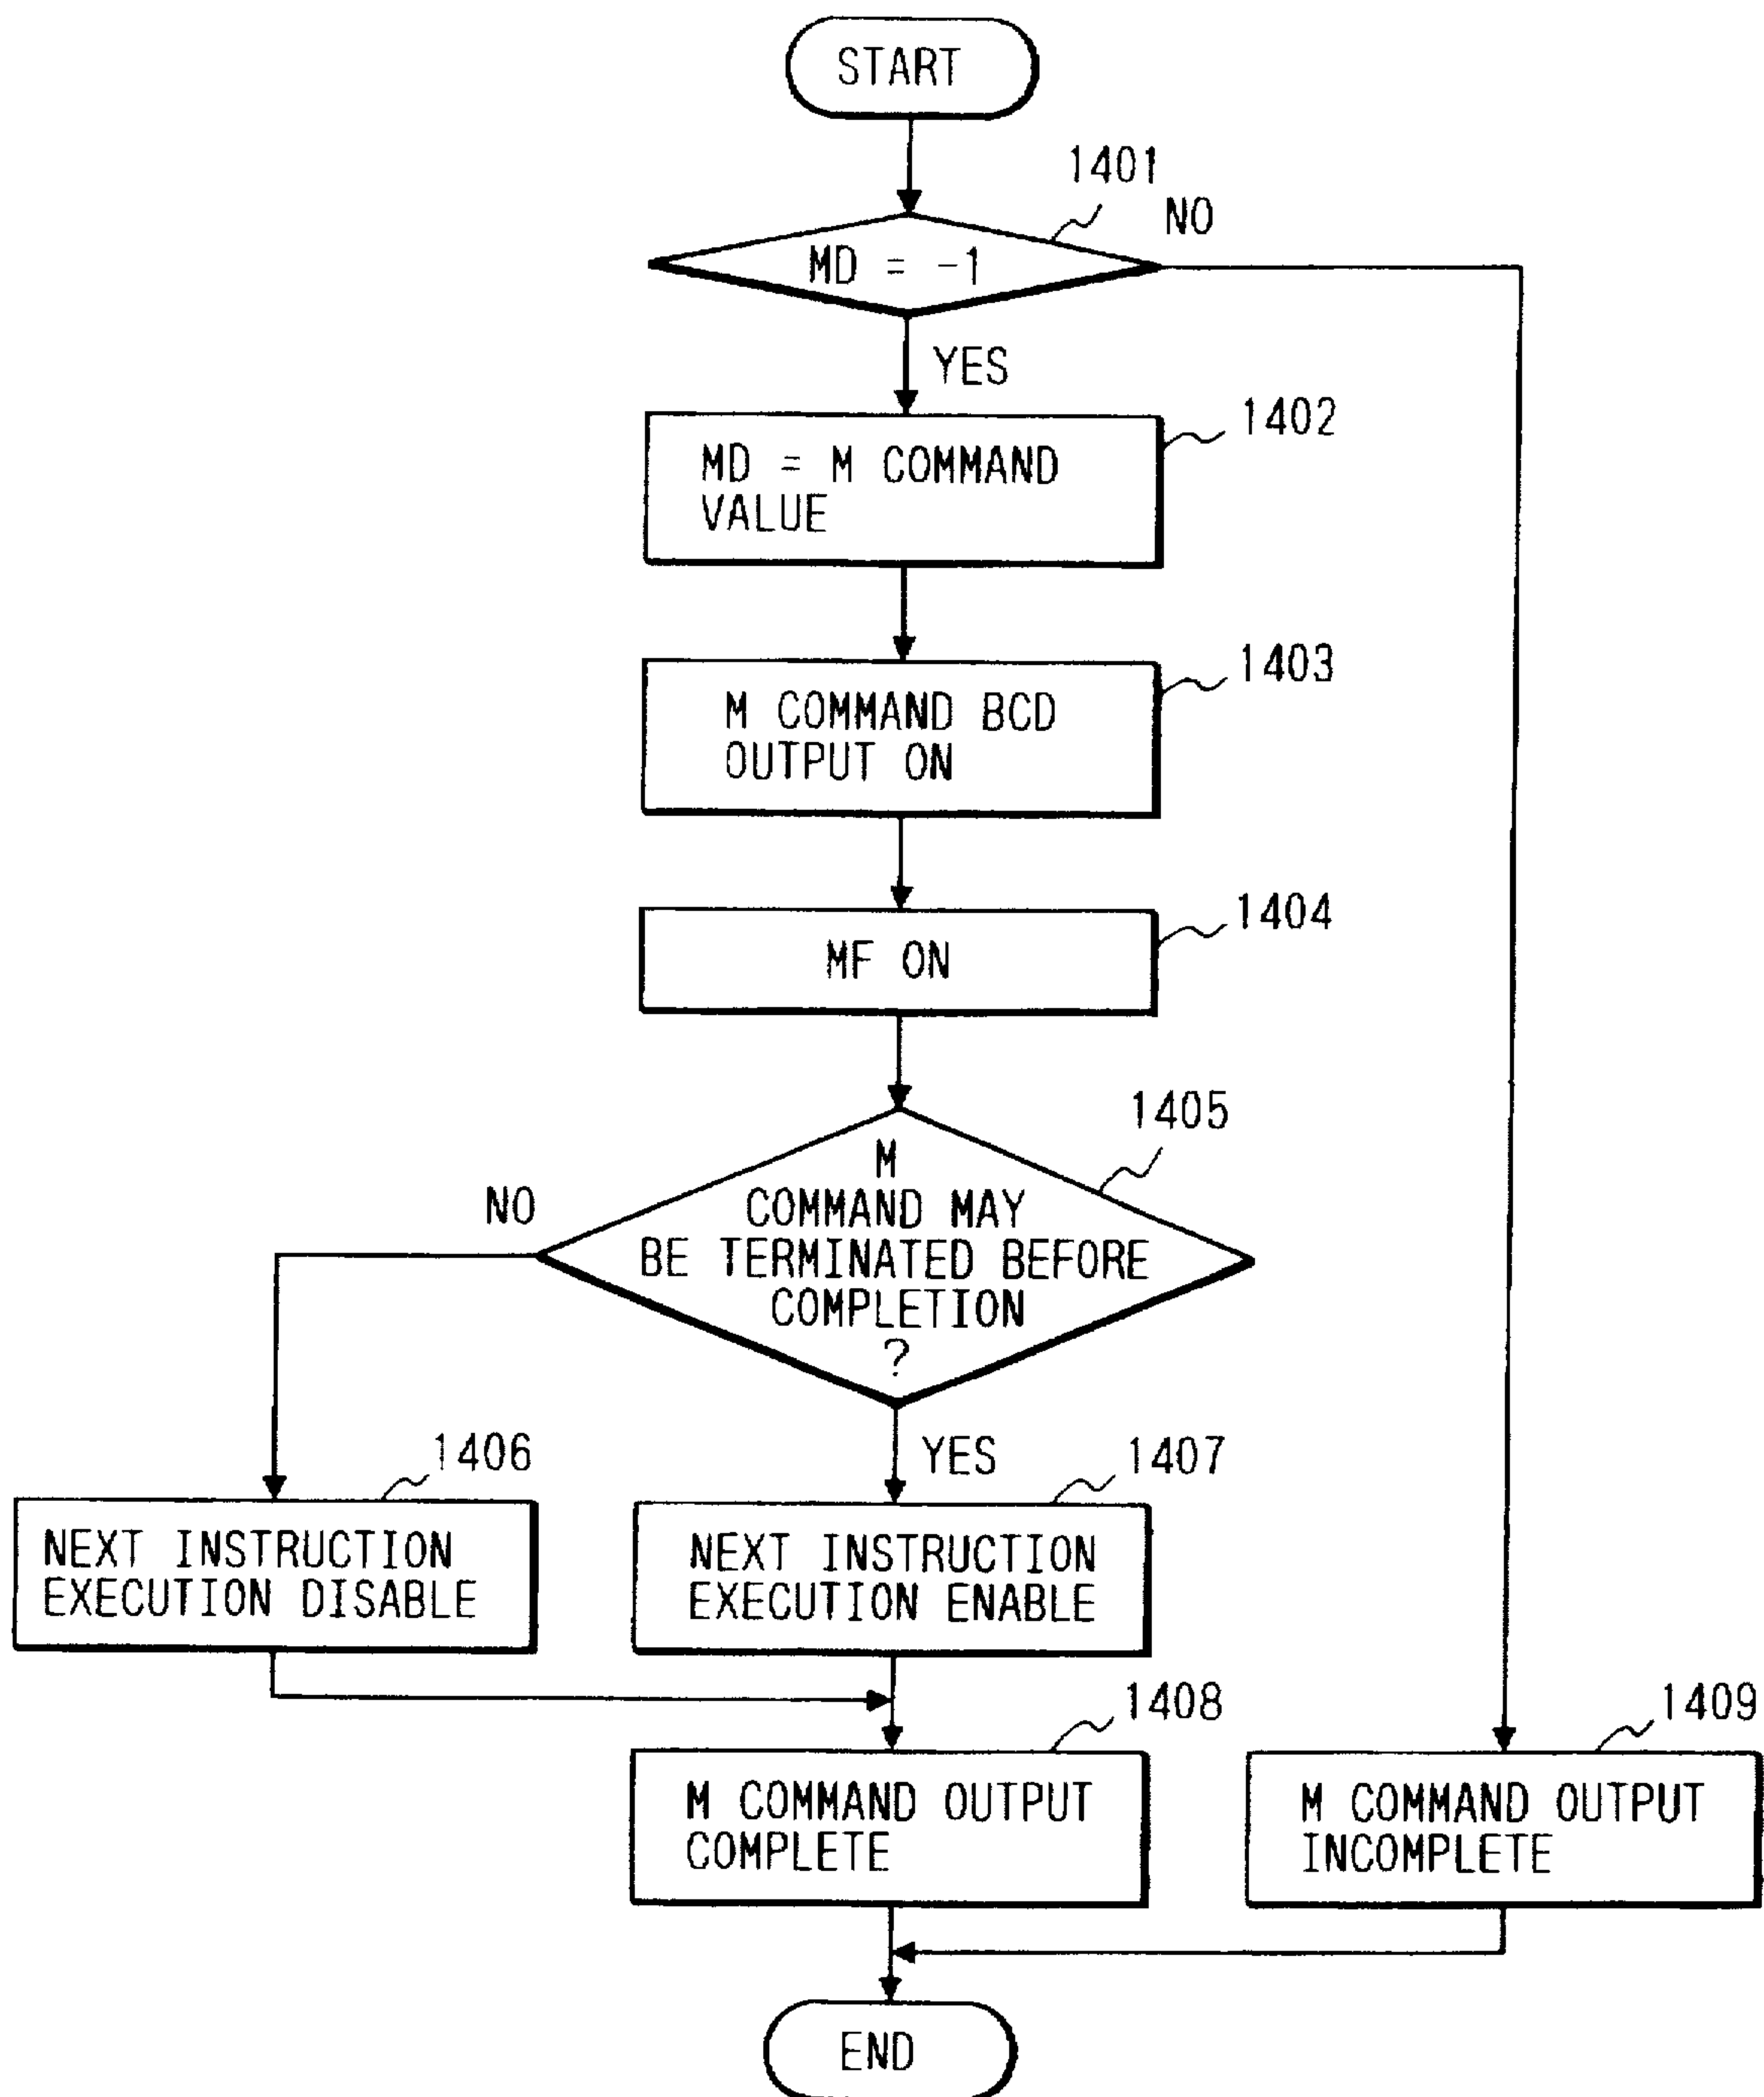 START
1401
NO
MD = -1
YES
1402
MD = M COMMAND
VALUE
1403
M COMMAND BCD
OUTPUT ON
1404
MF ON
1405
M
COMMAND MAY
BE TERMINATED BEFORE
COMPLETION
?
NO
YES
1406
1407
NEXT INSTRUCTION
EXECUTION DISABLE
NEXT INSTRUCTION
EXECUTION ENABLE
1408
1409
M COMMAND OUTPUT
COMPLETE
M COMMAND OUTPUT
INCOMPLETE
END